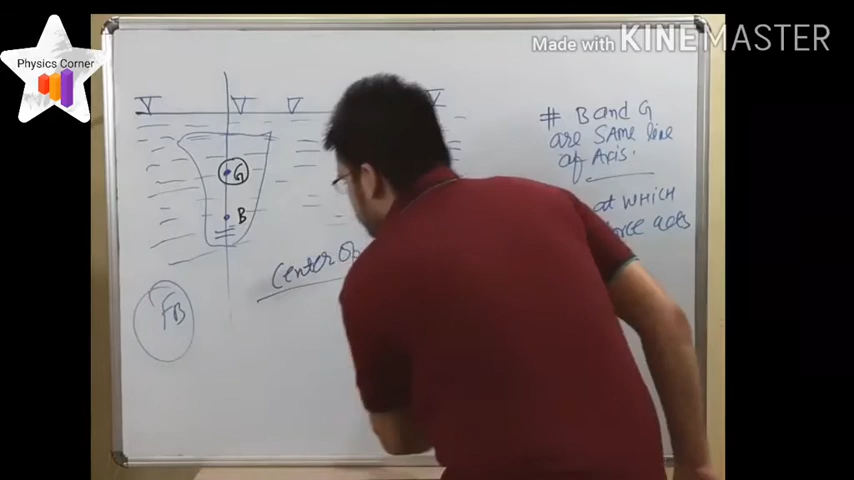 Physics Corner
Made with KINEMASTER
# B and G
are SAME line
of Axis.
G
B
at WHICH
force acts
Center Of
FB